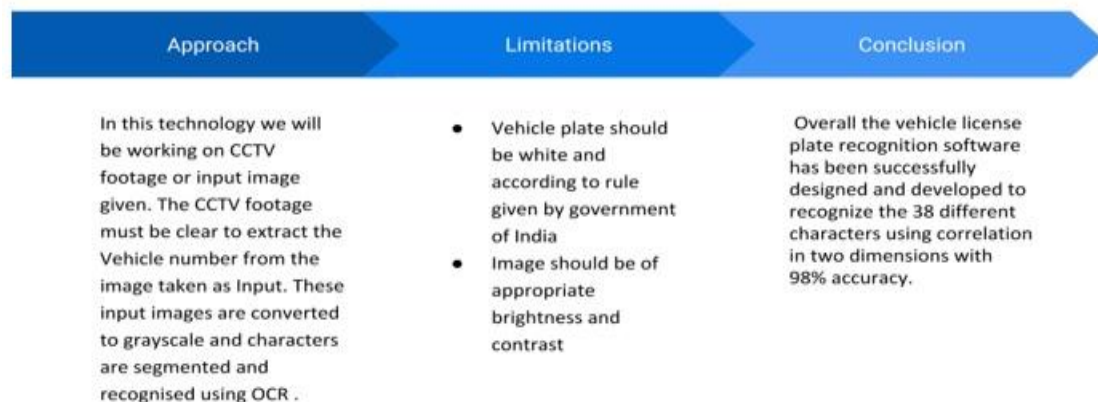 Approach
Limitations
Conclusion
In this technology we will
be working on CCTV
footage or input image
given. The CCTV footage
must be clear to extract the
Vehicle number from the
image taken as Input. These
input images are converted
to grayscale and characters
are segmented and
recognised using OCR .
● Vehicle plate should
be white and
according to rule
given by government
of India
● Image should be of
appropriate
brightness and
contrast
Overall the vehicle license
plate recognition software
has been successfully
designed and developed to
recognize the 38 different
characters using correlation
in two dimensions with
98% accuracy.